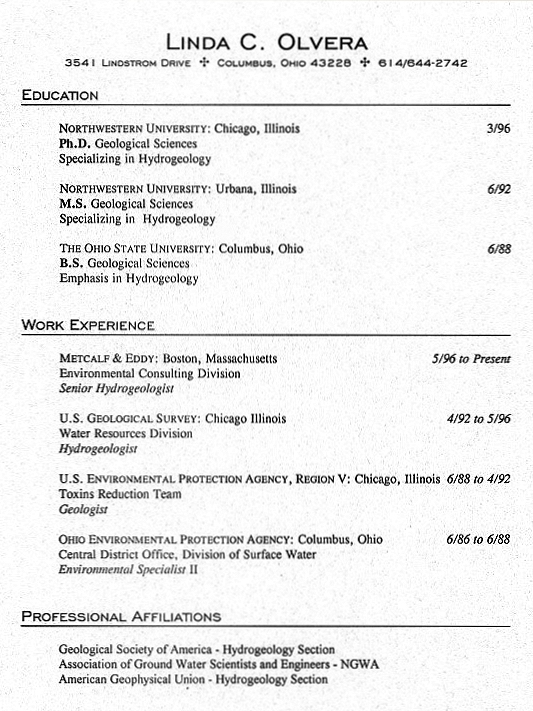 LINDA C. OLVERA
3541 LINDSTROM DRIVE ✣ COLUMBUS, OHIO 43228 ✣ 614/644-2742
EDUCATION
NORTHWESTERN UNIVERSITY: Chicago, Illinois 3/96
Ph.D. Geological Sciences
Specializing in Hydrogeology
NORTHWESTERN UNIVERSITY: Urbana, Illinois 6/92
M.S. Geological Sciences
Specializing in Hydrogeology
THE OHIO STATE UNIVERSITY: Columbus, Ohio 6/88
B.S. Geological Sciences
Emphasis in Hydrogeology
WORK EXPERIENCE
METCALF & EDDY: Boston, Massachusetts 5/96 to Present
Environmental Consulting Division
Senior Hydrogeologist
U.S. GEOLOGICAL SURVEY: Chicago Illinois 4/92 to 5/96
Water Resources Division
Hydrogeologist
U.S. ENVIRONMENTAL PROTECTION AGENCY, REGION V: Chicago, Illinois 6/88 to 4/92
Toxins Reduction Team
Geologist
OHIO ENVIRONMENTAL PROTECTION AGENCY: Columbus, Ohio 6/86 to 6/88
Central District Office, Division of Surface Water
Environmental Specialist II
PROFESSIONAL AFFILIATIONS
Geological Society of America - Hydrogeology Section
Association of Ground Water Scientists and Engineers - NGWA
American Geophysical Union - Hydrogeology Section